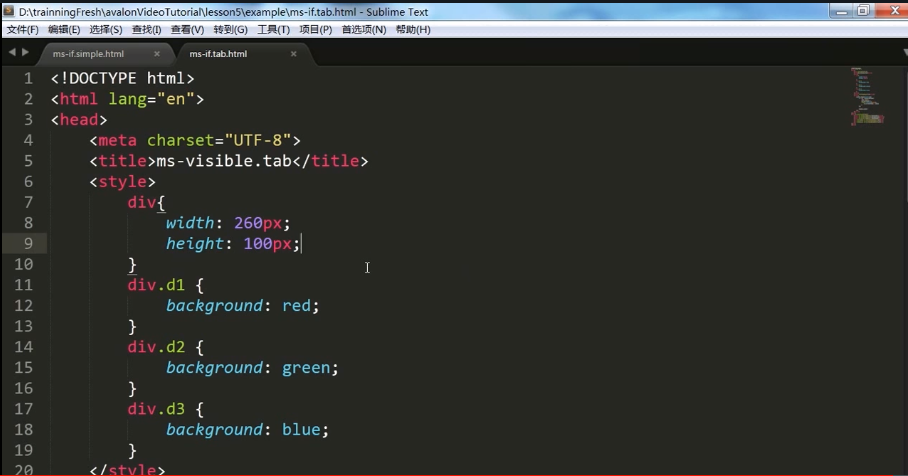 D:\trainningFresh\avalonVideoTutorial\lesson5\example\ms-if.tab.html - Sublime Text
文件(F) 编辑(E) 选择(S) 查找(I) 查看(V) 转到(G) 工具(T) 项目(P) 首选项(N) 帮助(H)
ms-if.simple.html × ms-if.tab.html ×
1 <!DOCTYPE html>
2 <html lang="en">
3 <head>
4 <meta charset="UTF-8">
5 <title>ms-visible.tab</title>
6 <style>
7 div{
8 width: 260px;
9 height: 100px;
10 }
11 div.d1 {
12 background: red;
13 }
14 div.d2 {
15 background: green;
16 }
17 div.d3 {
18 background: blue;
19 }
20 </style>